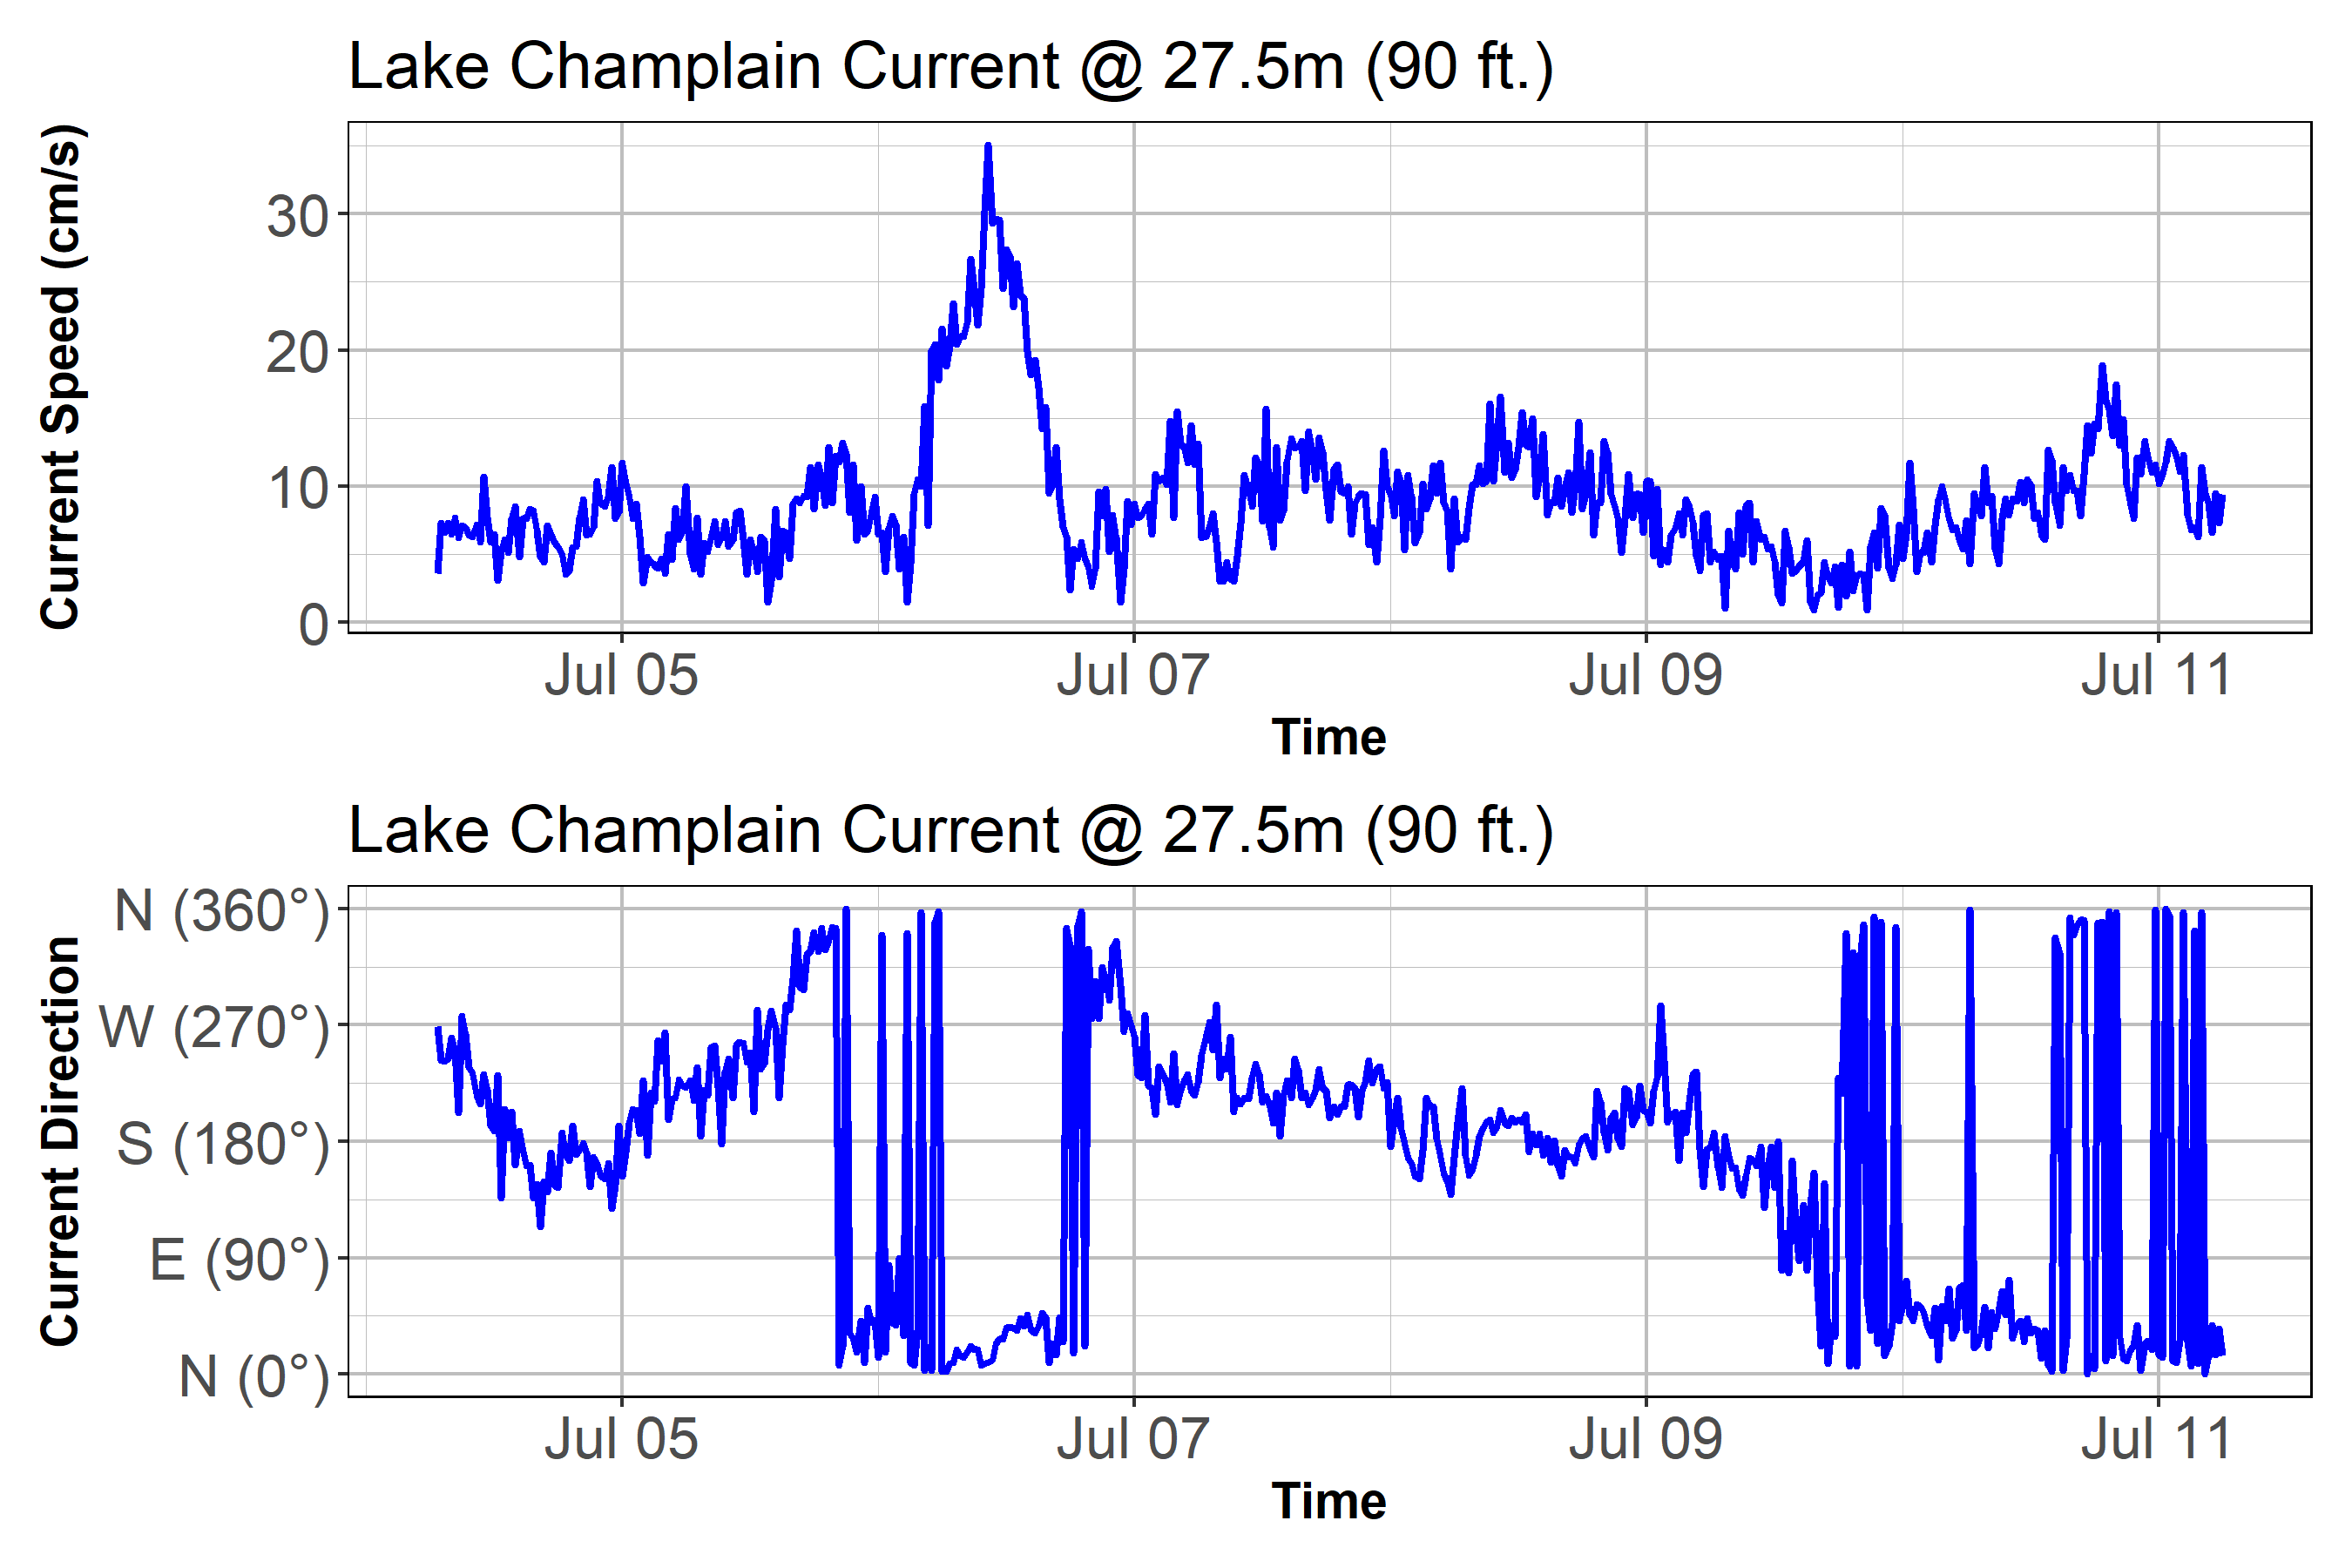 Lake Champlain Current @ 27.5m (90 ft.)
Current Speed (cm/s)
30
20
10
0
Jul 05 Jul 07 Jul 09 Jul 11
Time
Lake Champlain Current @ 27.5m (90 ft.)
Current Direction
N (360°)
W (270°)
S (180°)
E (90°)
N (0°)
Jul 05 Jul 07 Jul 09 Jul 11
Time